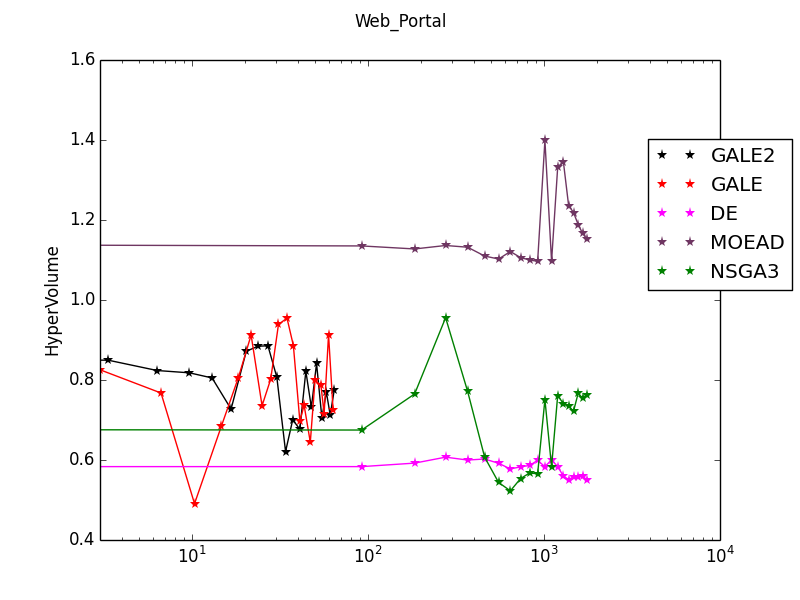 Web_Portal
1.6
1.4
1.2
1.0
0.8
0.6
0.4
HyperVolume
10^1
10^2
10^3
10^4
GALE2
GALE
DE
MOEAD
NSGA3